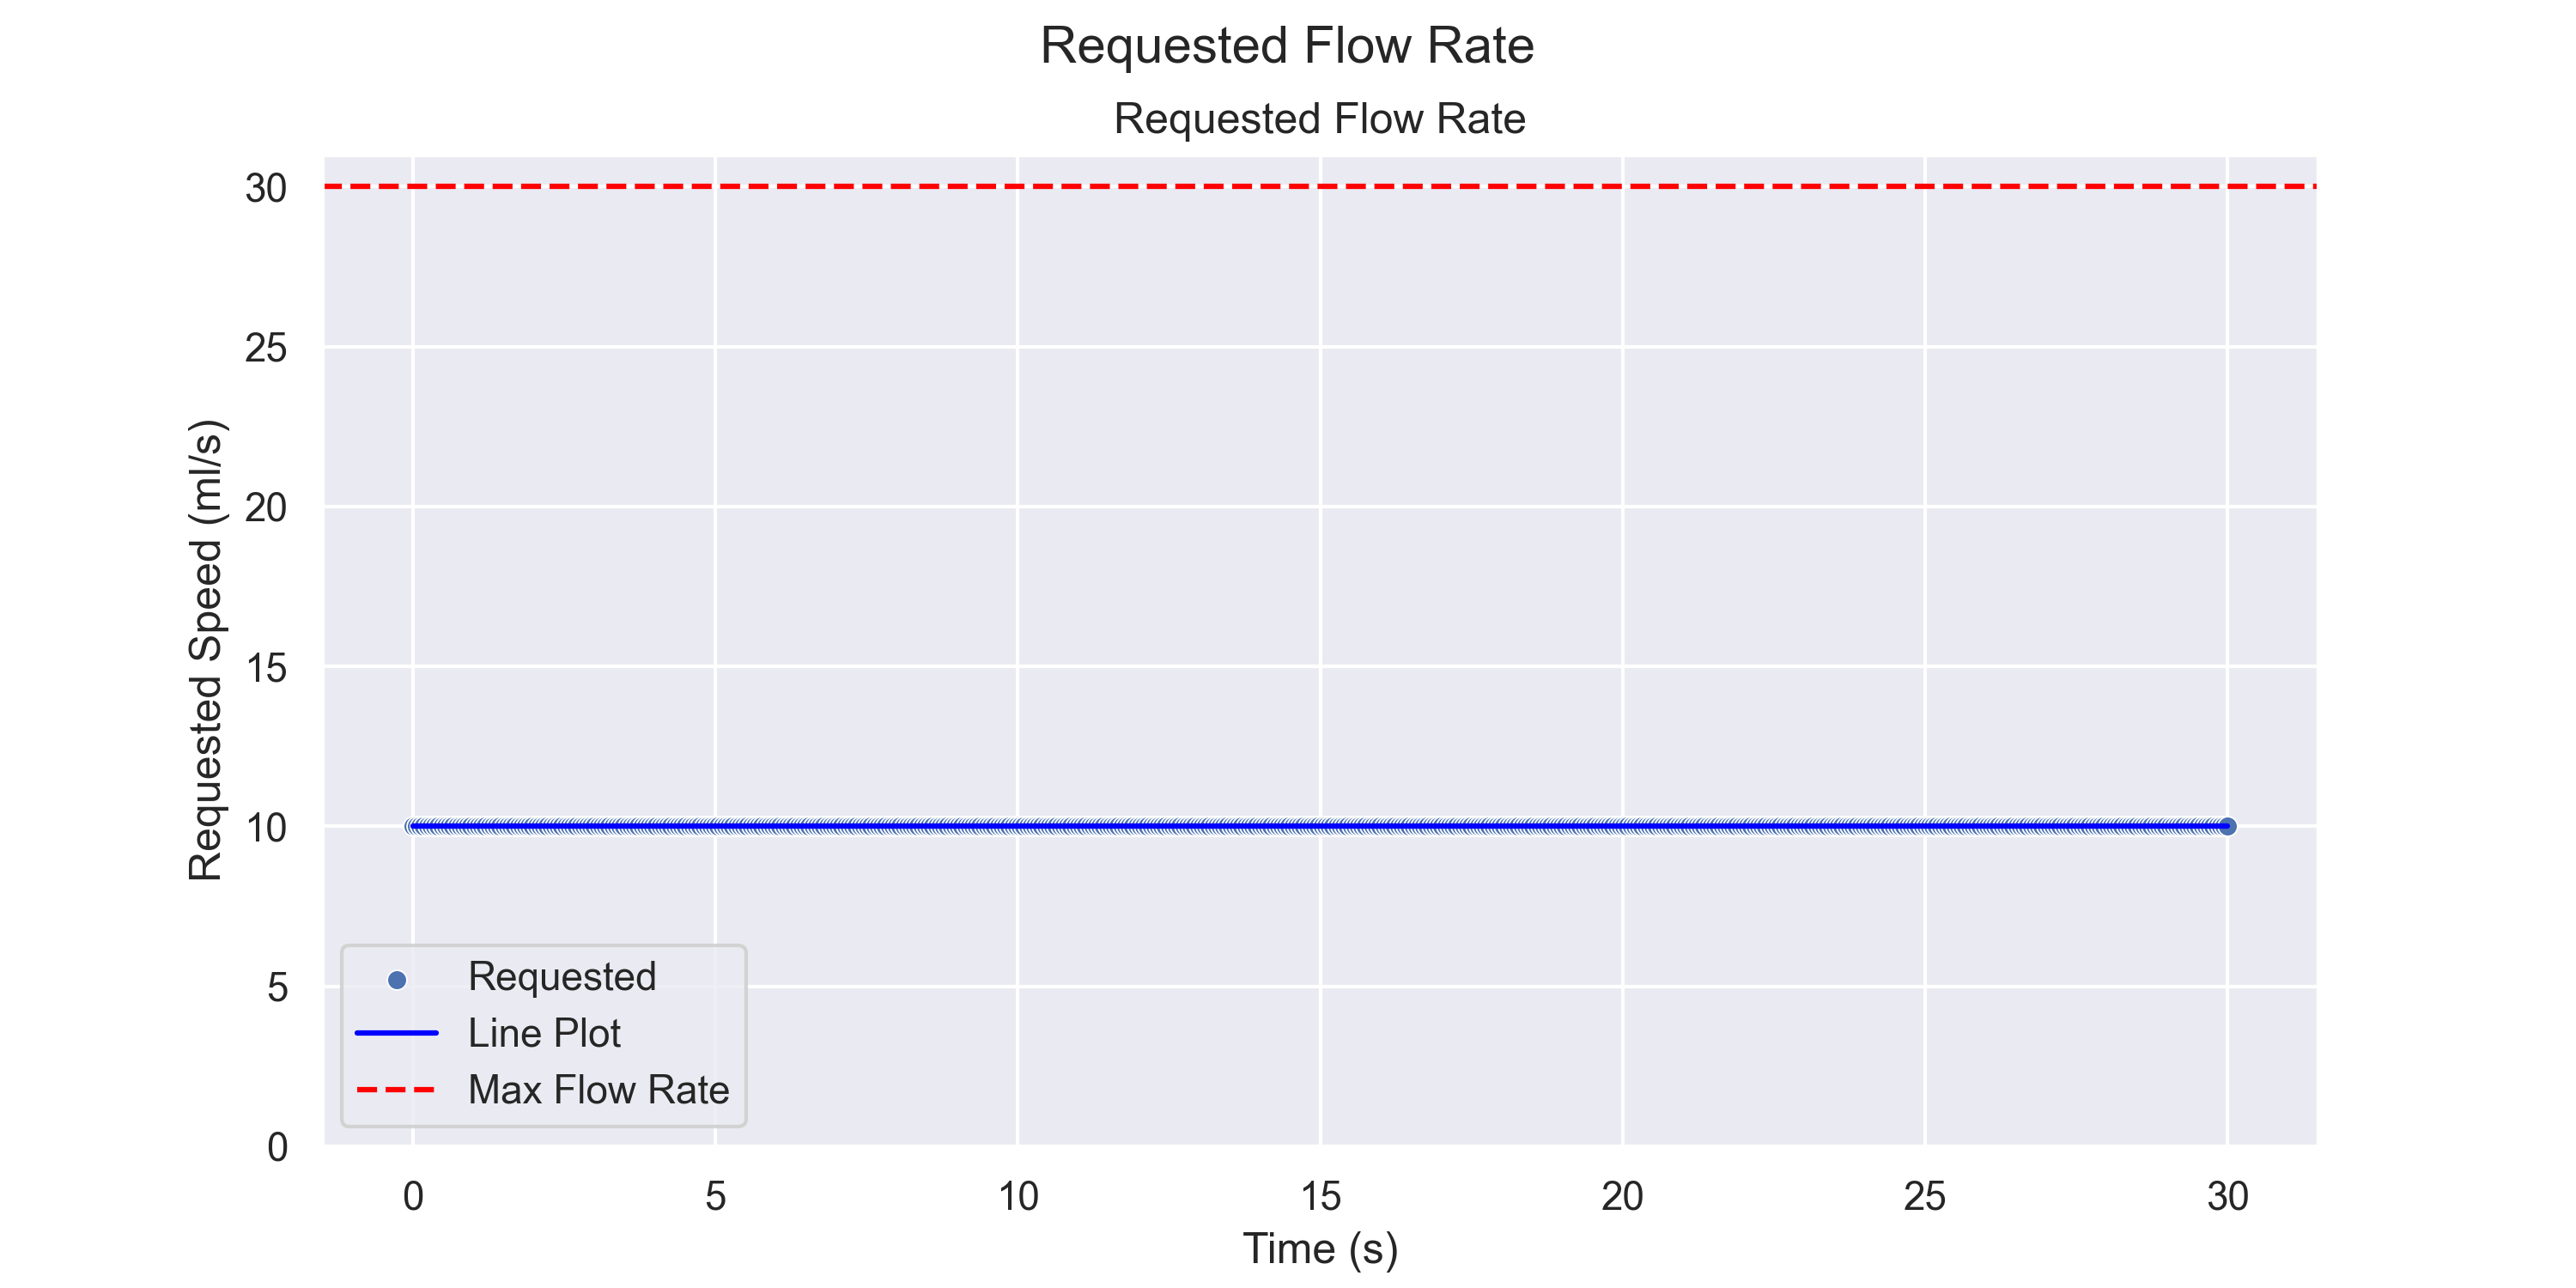 Requested Flow Rate
Requested Flow Rate
30
25
20
15
10
5
0
Requested Speed (ml/s)
Requested
Line Plot
Max Flow Rate
0 5 10 15 20 25 30
Time (s)